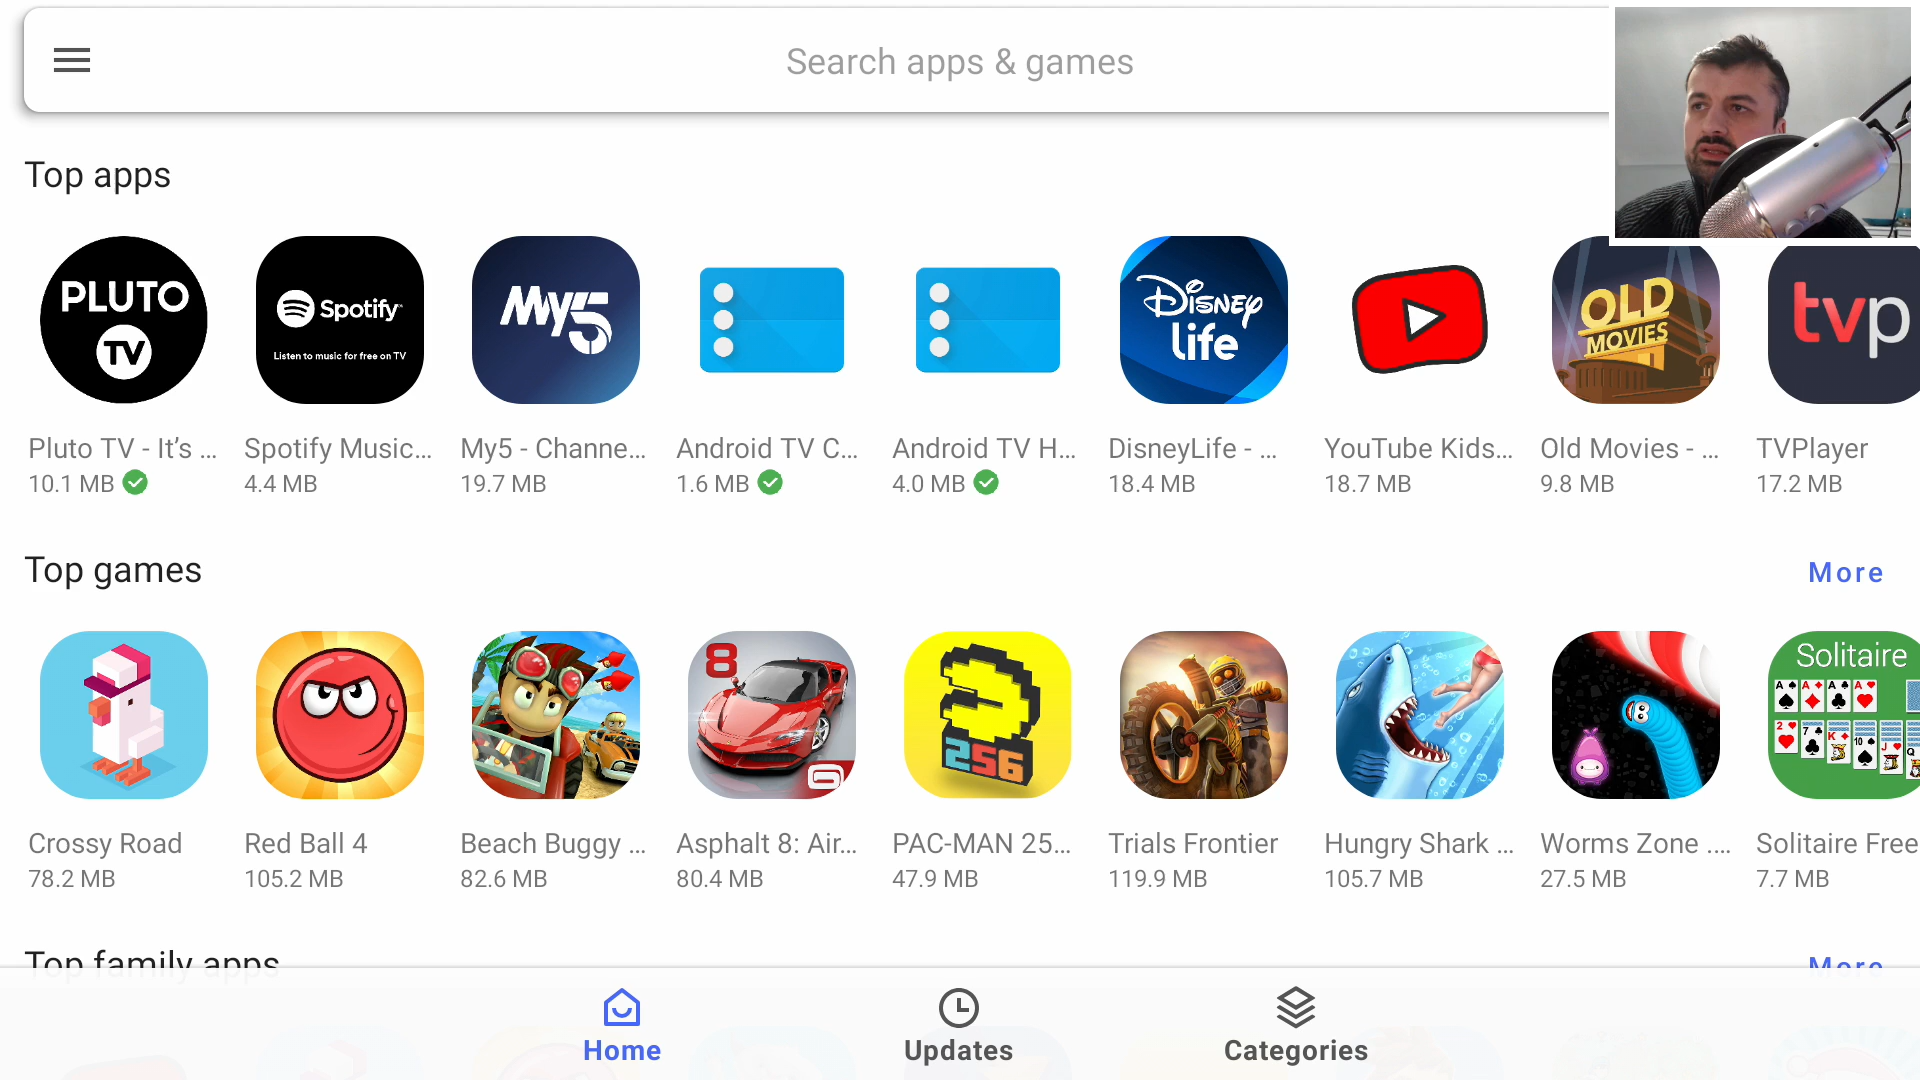 Search apps & games
Top apps
PLUTO
TV
Spotify
Listen to music for free on TV
My5
Disney
life
OLD
MOVIES
tvp
Pluto TV - It’s ...
Spotify Music...
My5 - Channe...
Android TV C...
Android TV H...
DisneyLife - ...
YouTube Kids...
Old Movies - ...
TVPlayer
10.1 MB
4.4 MB
19.7 MB
1.6 MB
4.0 MB
18.4 MB
18.7 MB
9.8 MB
17.2 MB
Top games
More
8
256
Solitaire
A A A A
2 7 K 10 J Q
Crossy Road
Red Ball 4
Beach Buggy ...
Asphalt 8: Air...
PAC-MAN 25...
Trials Frontier
Hungry Shark ...
Worms Zone ....
Solitaire Free
78.2 MB
105.2 MB
82.6 MB
80.4 MB
47.9 MB
119.9 MB
105.7 MB
27.5 MB
7.7 MB
Top family apps
More
Home
Updates
Categories